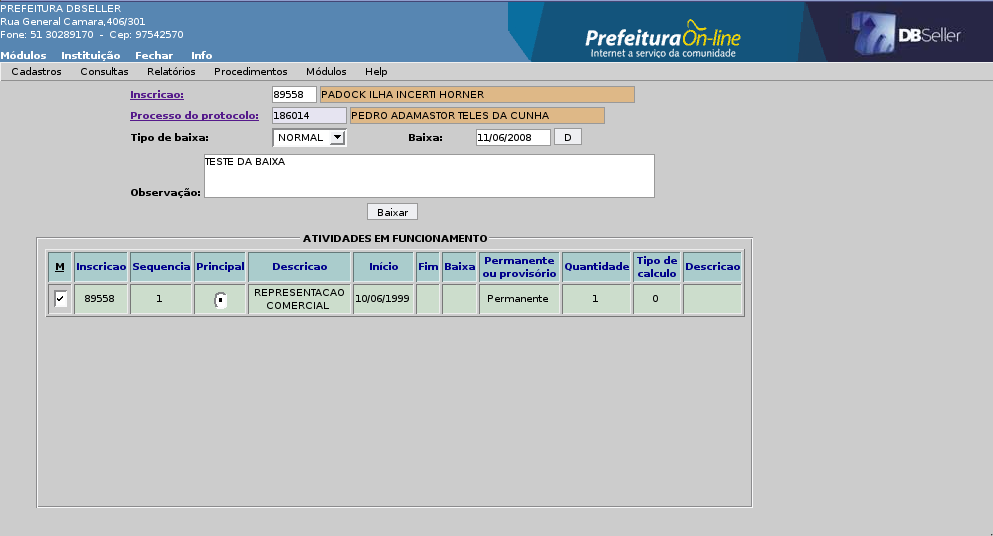 PREFEITURA DBSELLER
Rua General Camara,406/301
Fone: 51 30289170 - Cep: 97542570
Prefeitura On-line
Internet a serviço da comunidade
DBSeller
Módulos Instituição Fechar Info
Cadastros Consultas Relatórios Procedimentos Módulos Help
Inscricao: 89558 PADOCK ILHA INCERTI HORNER
Processo do protocolo: 186014 PEDRO ADAMASTOR TELES DA CUNHA
Tipo de baixa: NORMAL Baixa: 11/06/2008 D
TESTE DA BAIXA
Observação:
Baixar
ATIVIDADES EM FUNCIONAMENTO
M Inscricao Sequencia Principal Descricao Início Fim Baixa Permanente ou provisório Quantidade Tipo de calculo Descricao
89558 1 REPRESENTACAO COMERCIAL 10/06/1999 Permanente 1 0